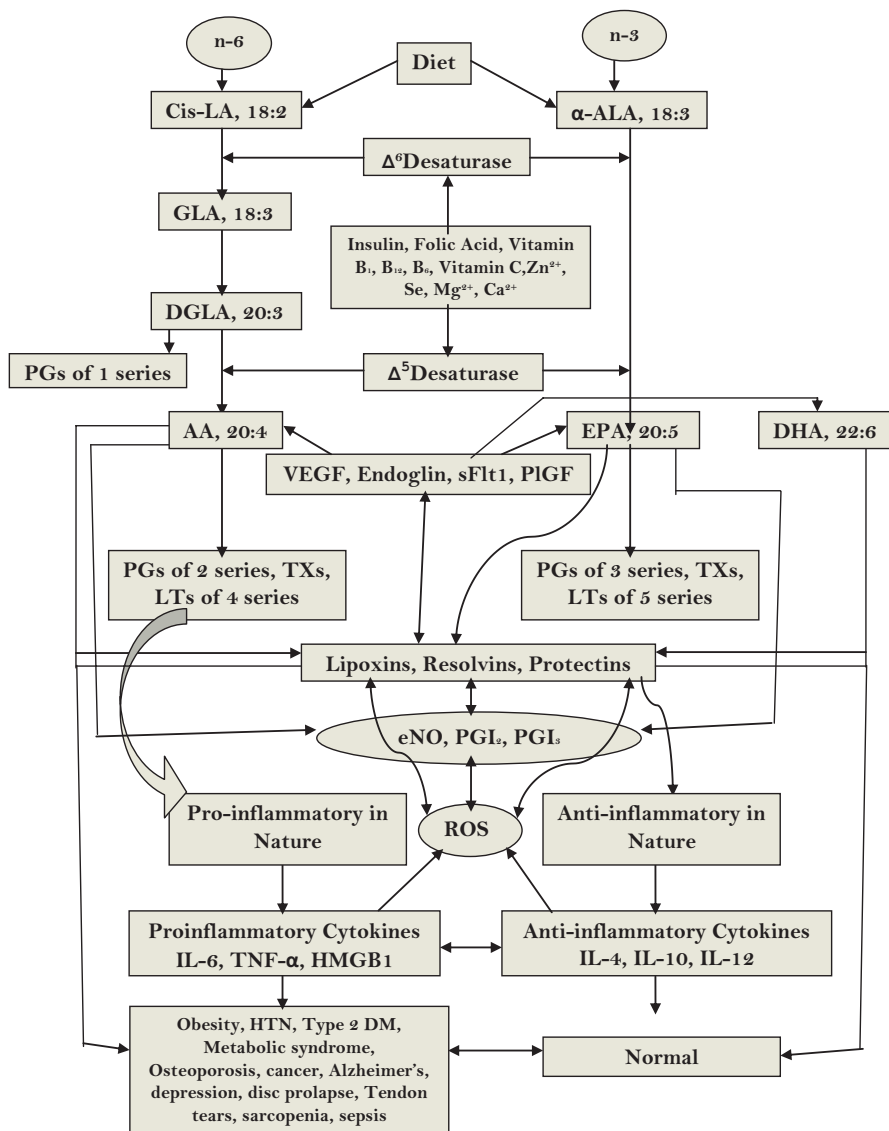 n-6
n-3
Diet
Cis-LA, 18:2
α-ALA, 18:3
Δ⁶Desaturase
GLA, 18:3
Insulin, Folic Acid, Vitamin
B₁, B₁₂, B₆, Vitamin C,Zn²⁺,
Se, Mg²⁺, Ca²⁺
DGLA, 20:3
PGs of 1 series
Δ⁵Desaturase
AA, 20:4
EPA, 20:5
DHA, 22:6
VEGF, Endoglin, sFlt1, PlGF
PGs of 2 series, TXs,
LTs of 4 series
PGs of 3 series, TXs,
LTs of 5 series
Lipoxins, Resolvins, Protectins
eNO, PGI₂, PGI₃
Pro-inflammatory in
Nature
ROS
Anti-inflammatory in
Nature
Proinflammatory Cytokines
IL-6, TNF-α, HMGB1
Anti-inflammatory Cytokines
IL-4, IL-10, IL-12
Obesity, HTN, Type 2 DM,
Metabolic syndrome,
Osteoporosis, cancer, Alzheimer's,
depression, disc prolapse, Tendon
tears, sarcopenia, sepsis
Normal